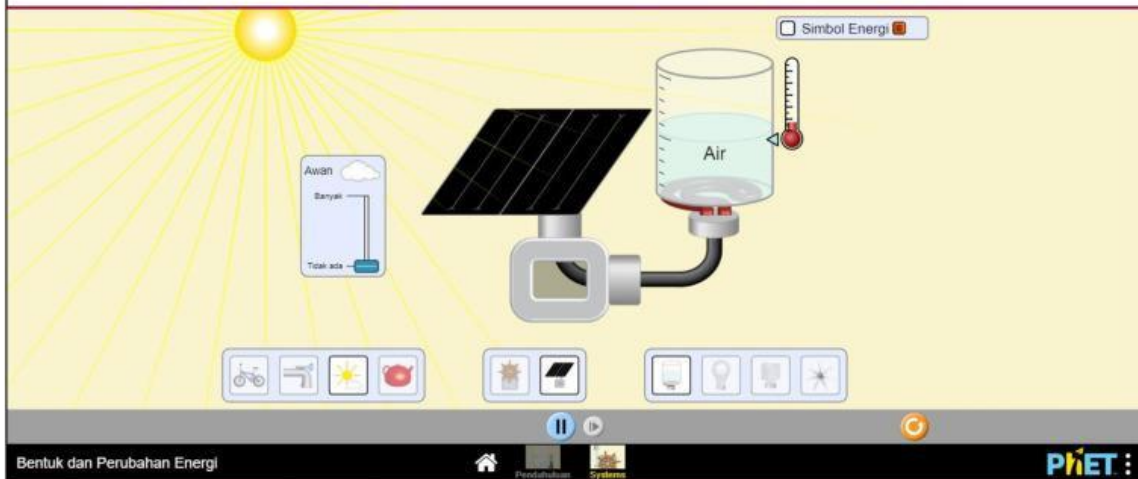 Simbol Energi E
Awan
Banyak
Tidak ada
Air
Bentuk dan Perubahan Energi
Pendahuluan
Systems
PhET